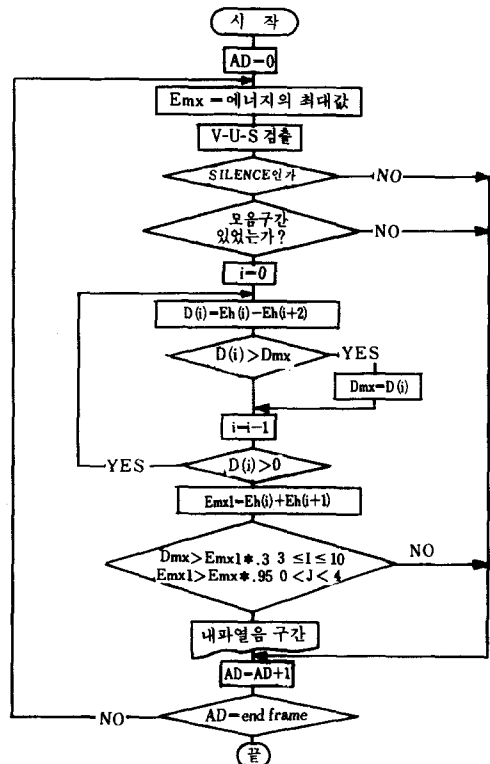 시 작
AD=0
Emx = 에너지의 최대값
V-U-S 검출
SILENCE인가
NO
모음구간
있었는가?
NO
i=0
D(i)=Eh(i)-Eh(i+2)
D(i)>Dmx
YES
Dmx=D(i)
i=i-1
YES
D(i)>0
Emx1=Eh(i)+Eh(i+1)
Dmx>Emx1*.3 3≤I≤10
NO
Emx1>Emx*.95 0<J<4
내파열음 구간
AD=AD+1
NO
AD=end frame
끝